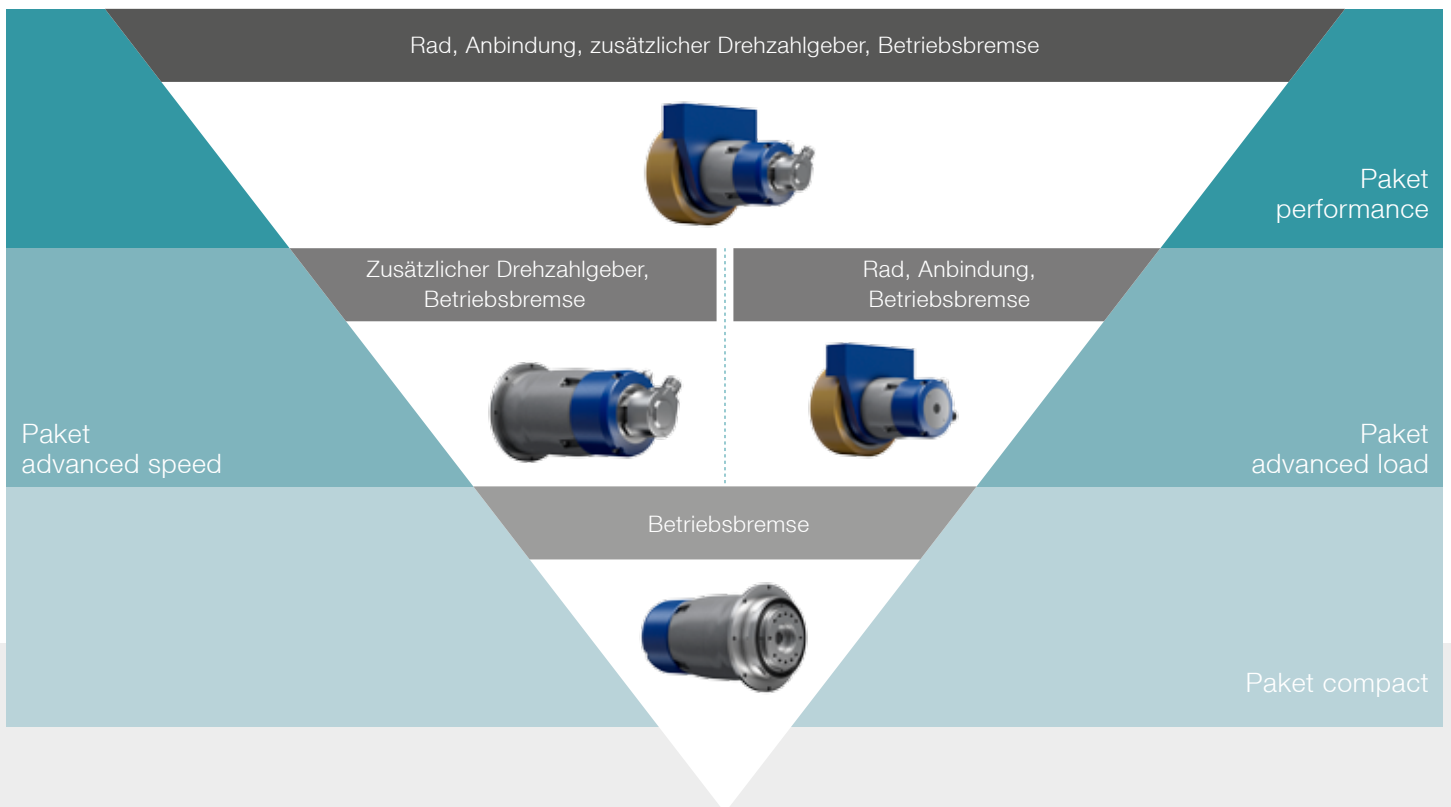 Rad, Anbindung, zusätzlicher Drehzahlgeber, Betriebsbremse
Paket
performance
Zusätzlicher Drehzahlgeber,
Betriebsbremse
Rad, Anbindung,
Betriebsbremse
Paket
advanced speed
Paket
advanced load
Betriebsbremse
Paket compact